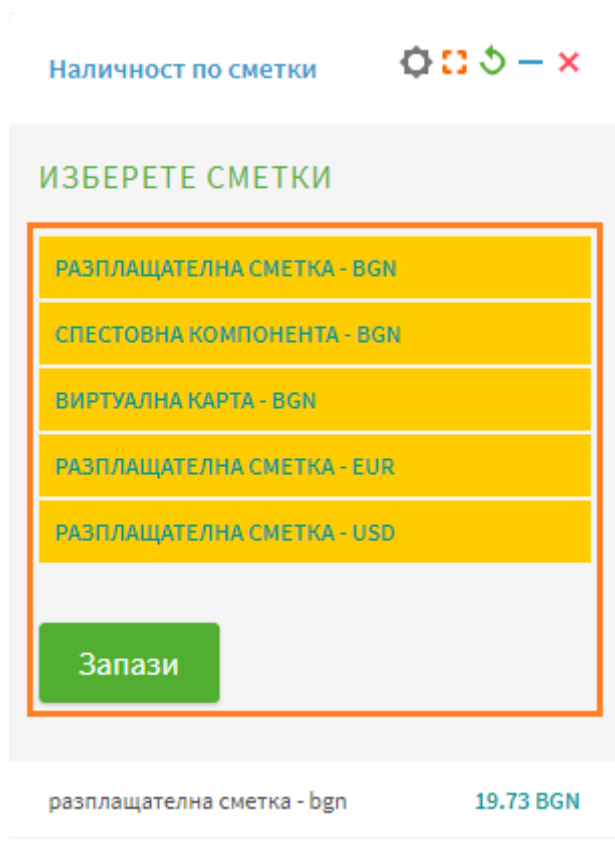 Наличност по сметки
ИЗБЕРЕТЕ СМЕТКИ
РАЗПЛАЩАТЕЛНА СМЕТКА - BGN
СПЕСТОВНА КОМПОНЕНТА - BGN
ВИРТУАЛНА КАРТА - BGN
РАЗПЛАЩАТЕЛНА СМЕТКА - EUR
РАЗПЛАЩАТЕЛНА СМЕТКА - USD
Запази
разплащателна сметка - bgn 19.73 BGN